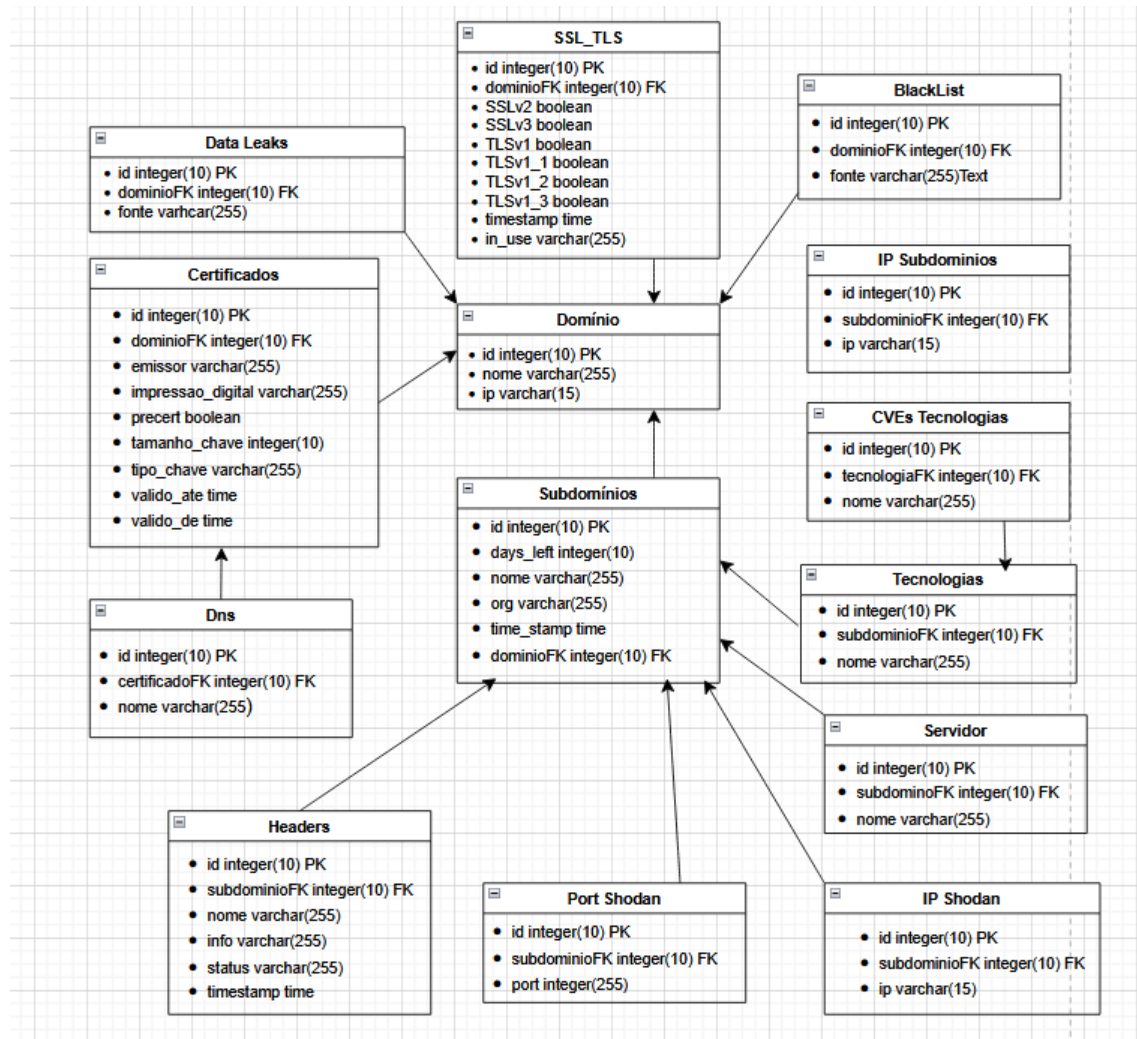 SSL_TLS
id integer(10) PK
dominioFK integer(10) FK
SSLv2 boolean
SSLv3 boolean
TLSv1 boolean
TLSv1_1 boolean
TLSv1_2 boolean
TLSv1_3 boolean
timestamp time
in_use varchar(255)
BlackList
id integer(10) PK
dominioFK integer(10) FK
fonte varchar(255)Text
Data Leaks
id integer(10) PK
dominioFK integer(10) FK
fonte varhcar(255)
Certificados
id integer(10) PK
dominioFK integer(10) FK
emissor varchar(255)
impressao_digital varchar(255)
precert boolean
tamanho_chave integer(10)
tipo_chave varchar(255)
valido_ate time
valido_de time
Domínio
id integer(10) PK
nome varchar(255)
ip varchar(15)
IP Subdominios
id integer(10) PK
subdominioFK integer(10) FK
ip varchar(15)
CVEs Tecnologias
id integer(10) PK
tecnologiaFK integer(10) FK
nome varchar(255)
Subdomínios
id integer(10) PK
days_left integer(10)
nome varchar(255)
org varchar(255)
time_stamp time
dominioFK integer(10) FK
Tecnologias
id integer(10) PK
subdominioFK integer(10) FK
nome varchar(255)
Dns
id integer(10) PK
certificadoFK integer(10) FK
nome varchar(255)
Servidor
id integer(10) PK
subdominoFK integer(10) FK
nome varchar(255)
Headers
id integer(10) PK
subdominioFK integer(10) FK
nome varchar(255)
info varchar(255)
status varchar(255)
timestamp time
Port Shodan
id integer(10) PK
subdominioFK integer(10) FK
port integer(255)
IP Shodan
id integer(10) PK
subdominioFK integer(10) FK
ip varchar(15)